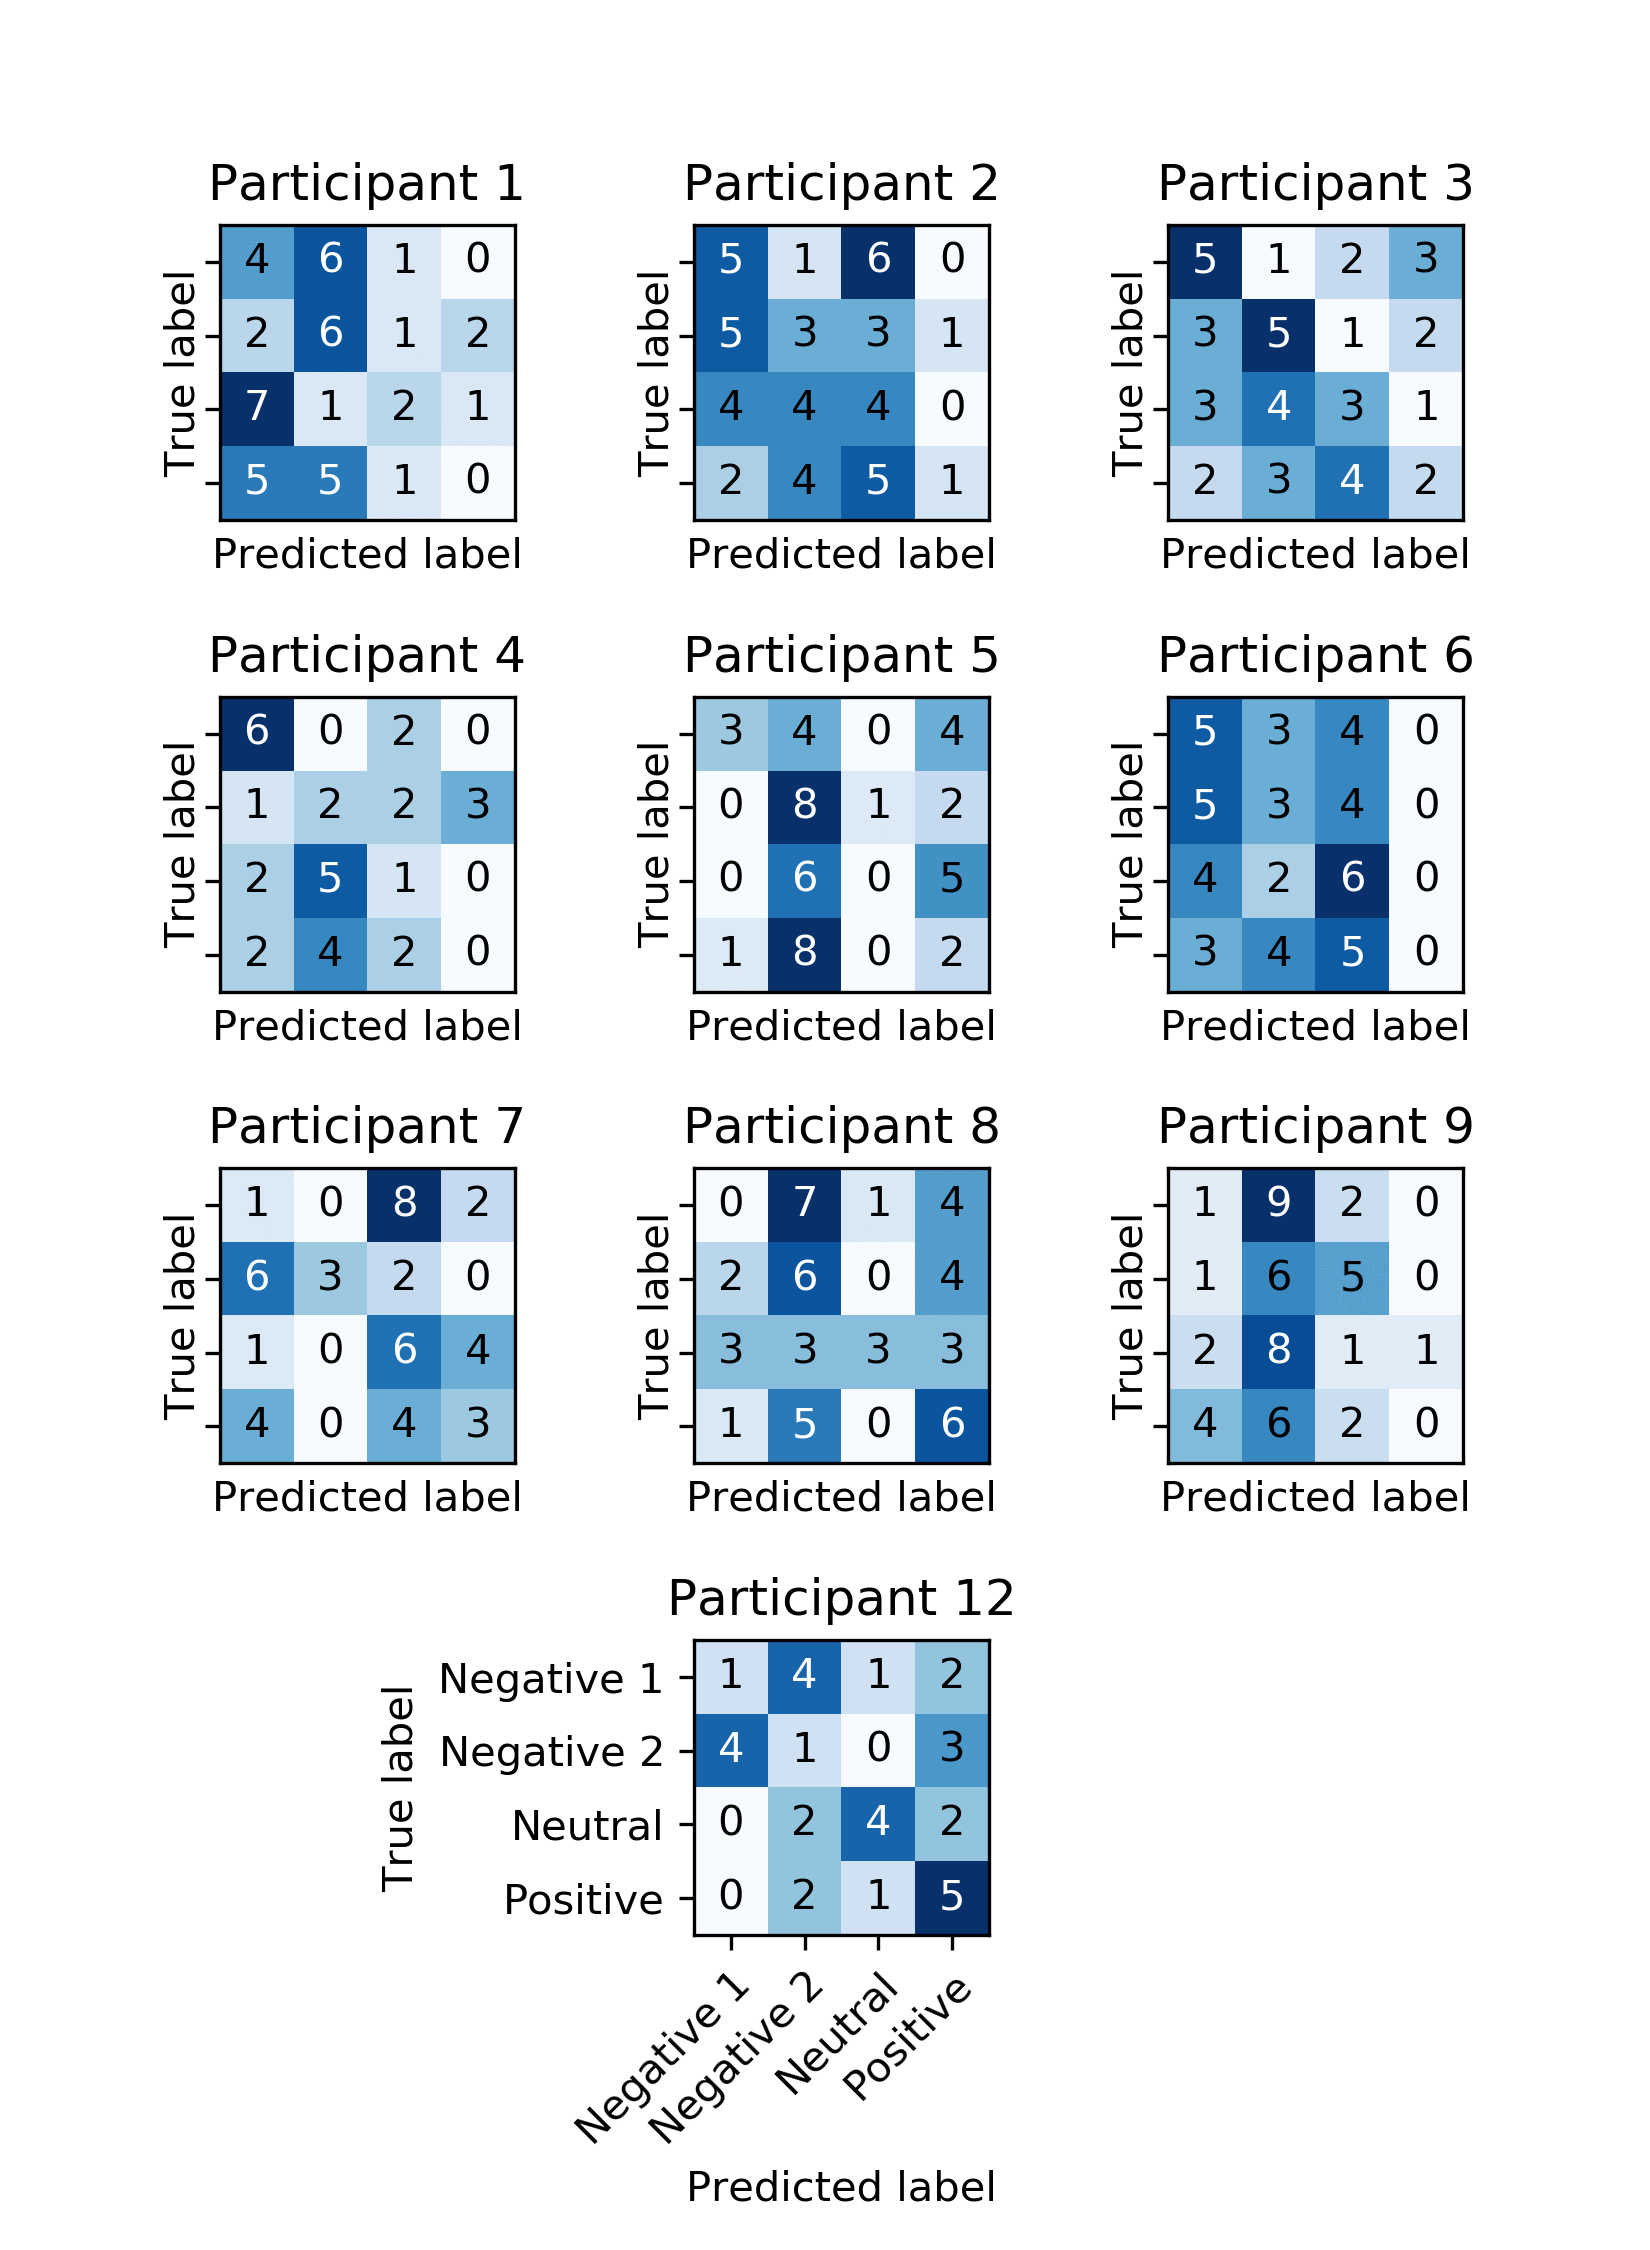 Participant 1 Participant 2 Participant 3
True label True label True label
4 6 1 0 5 1 6 0 5 1 2 3
2 6 1 2 5 3 3 1 3 5 1 2
7 1 2 1 4 4 4 0 3 4 3 1
5 5 1 0 2 4 5 1 2 3 4 2
Predicted label Predicted label Predicted label
Participant 4 Participant 5 Participant 6
True label True label True label
6 0 2 0 3 4 0 4 5 3 4 0
1 2 2 3 0 8 1 2 5 3 4 0
2 5 1 0 0 6 0 5 4 2 6 0
2 4 2 0 1 8 0 2 3 4 5 0
Predicted label Predicted label Predicted label
Participant 7 Participant 8 Participant 9
True label True label True label
1 0 8 2 0 7 1 4 1 9 2 0
6 3 2 0 2 6 0 4 1 6 5 0
1 0 6 4 3 3 3 3 2 8 1 1
4 0 4 3 1 5 0 6 4 6 2 0
Predicted label Predicted label Predicted label
Participant 12
True label
Negative 1 1 4 1 2
Negative 2 4 1 0 3
Neutral 0 2 4 2
Positive 0 2 1 5
Negative 1 Negative 2 Neutral Positive
Predicted label